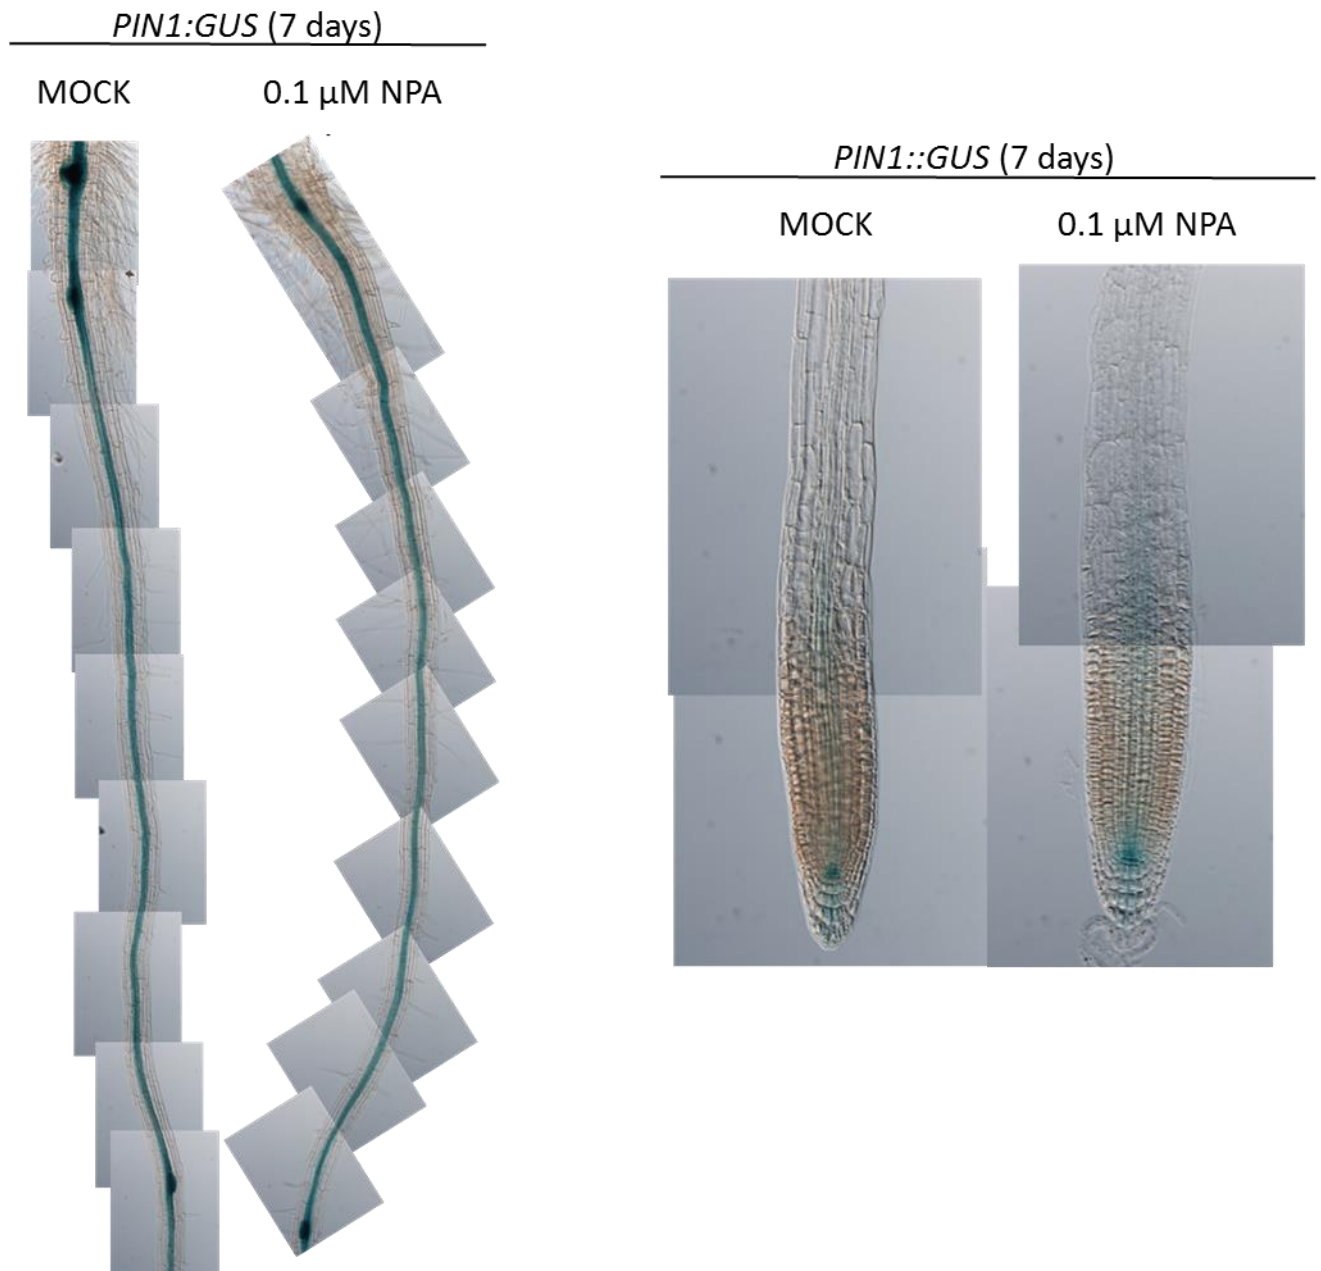 PIN1:GUS (7 days)
MOCK 0.1 µM NPA
PIN1::GUS (7 days)
MOCK 0.1 µM NPA